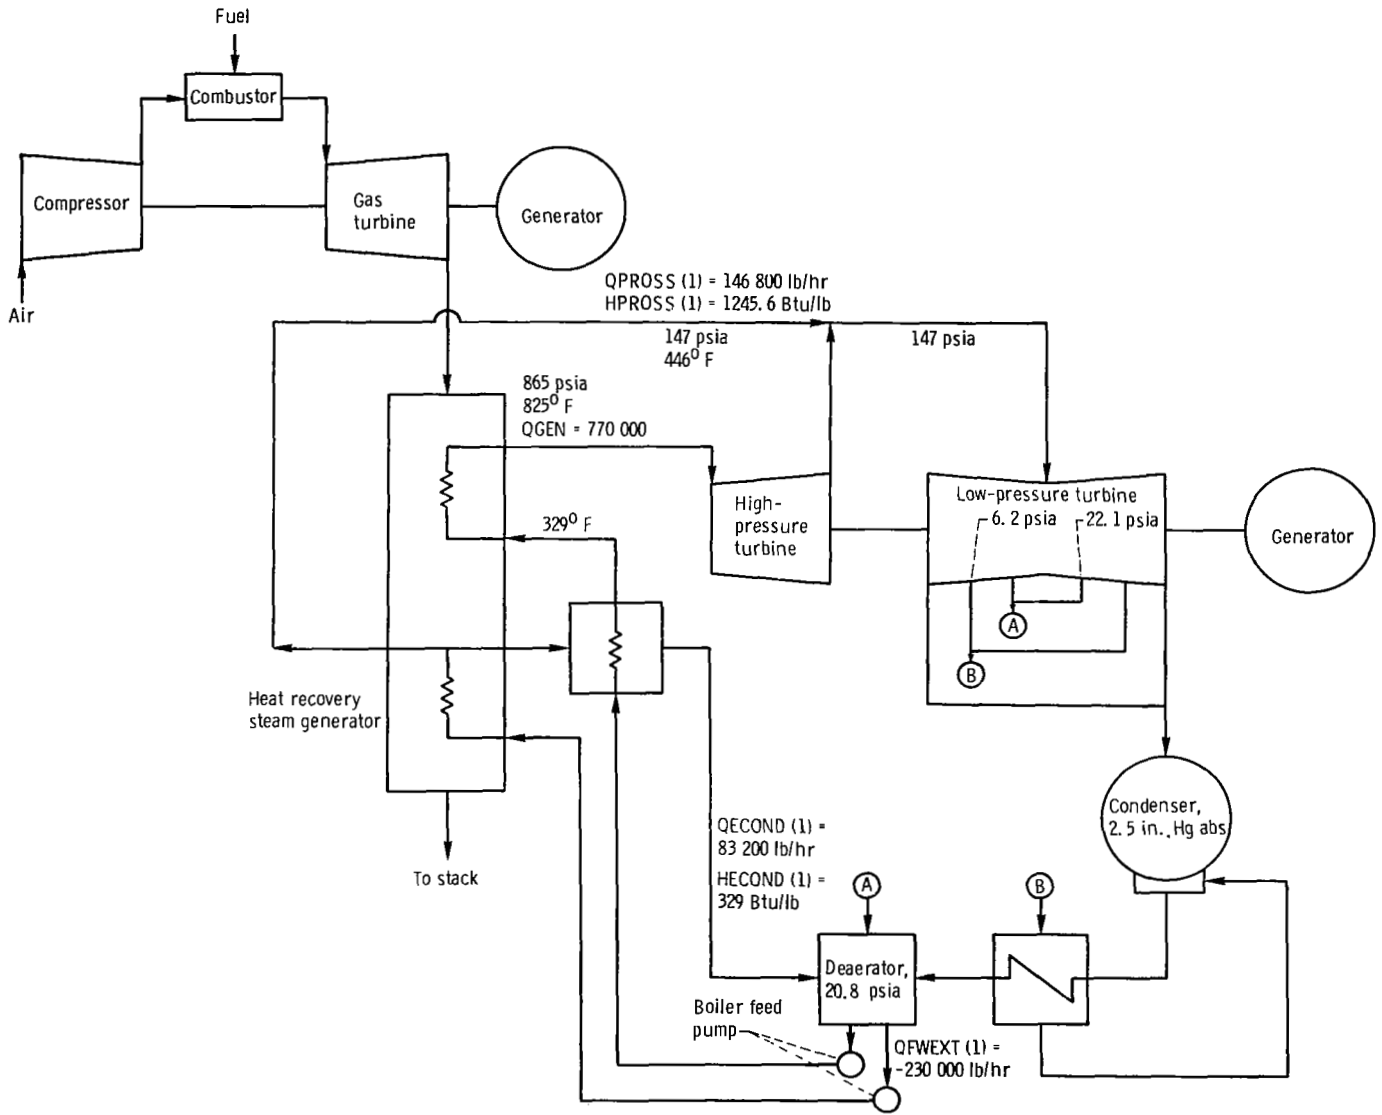 Fuel
Combustor
Compressor
Gas
turbine
Generator
Air
QPROSS (1) = 146 800 lb/hr
HPROSS (1) = 1245.6 Btu/lb
147 psia
446⁰ F
147 psia
865 psia
825⁰ F
QGEN = 770 000
329⁰ F
High-
pressure
turbine
Low-pressure turbine
6.2 psia
22.1 psia
Generator
A
B
Heat recovery
steam generator
To stack
QECOND (1) =
83 200 lb/hr
HECOND (1) =
329 Btu/lb
Condenser,
2.5 in. Hg abs
A
B
Deaerator,
20.8 psia
Boiler feed
pump
QFWEXT (1) =
-230 000 lb/hr